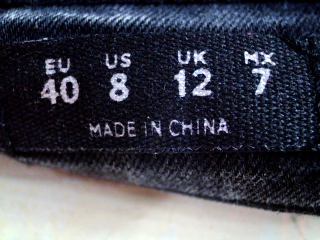 EU US UK MX
40 8 12 7
MADE IN CHINA